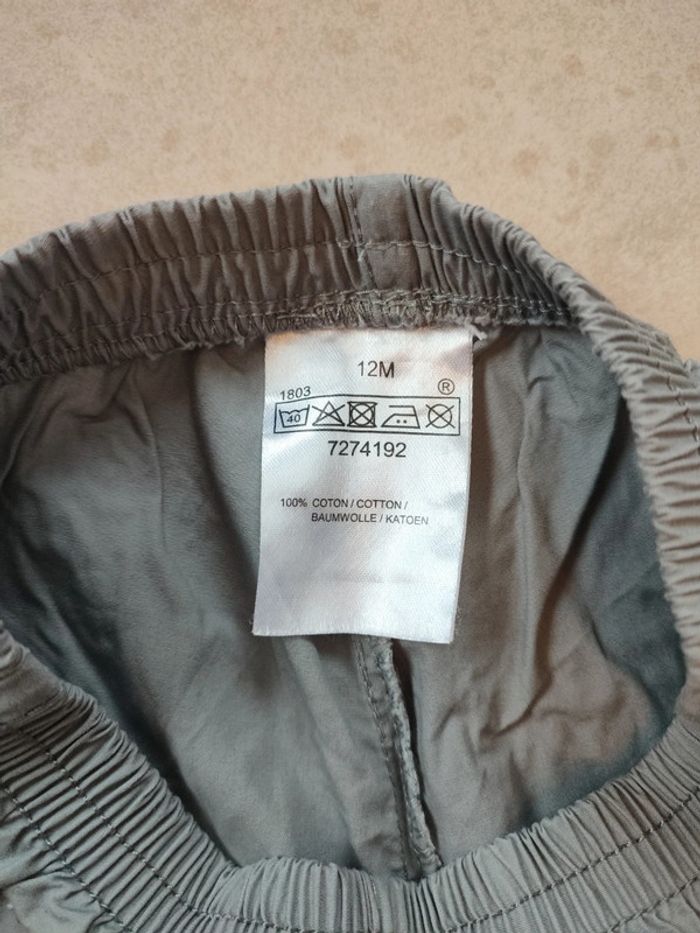 12M
1803 ®
40
7274192
100% COTON / COTTON /
BAUMWOLLE / KATOEN